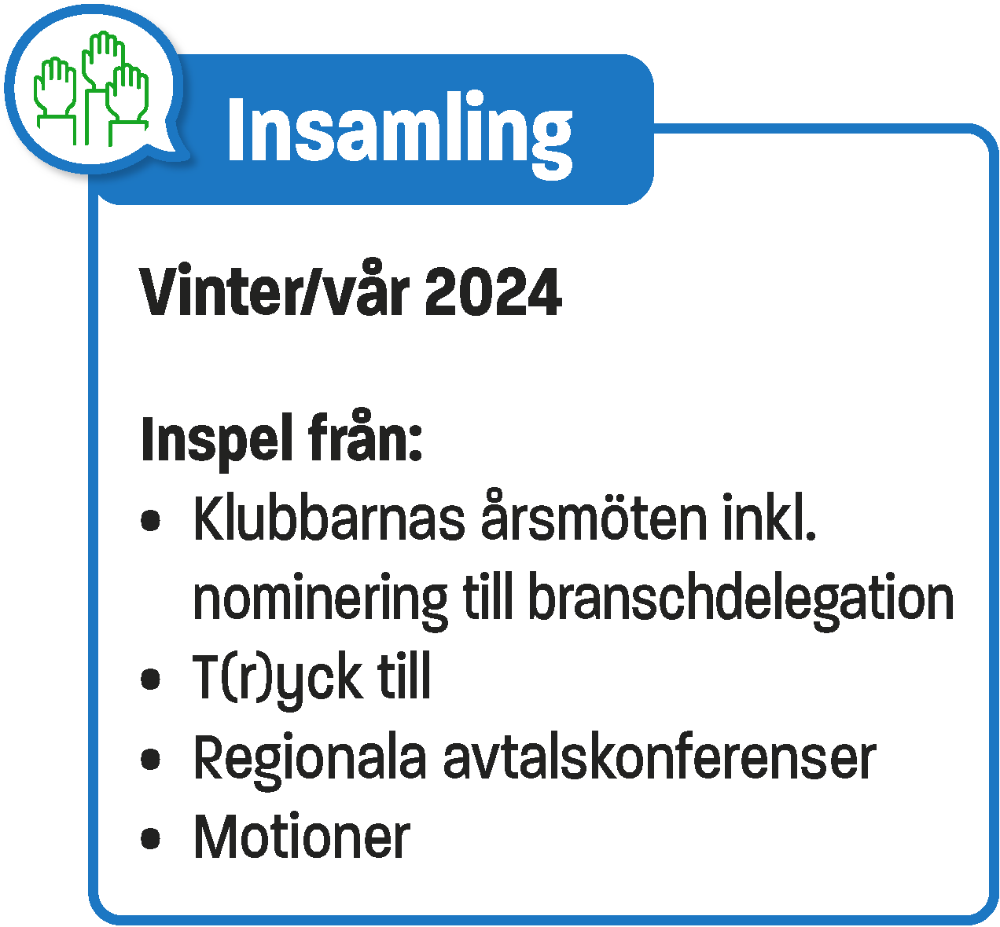 Insamling
Vinter/vår 2024
Inspel från:
• Klubbarnas årsmöten inkl.
nominering till branschdelegation
• T(r)yck till
• Regionala avtalskonferenser
• Motioner